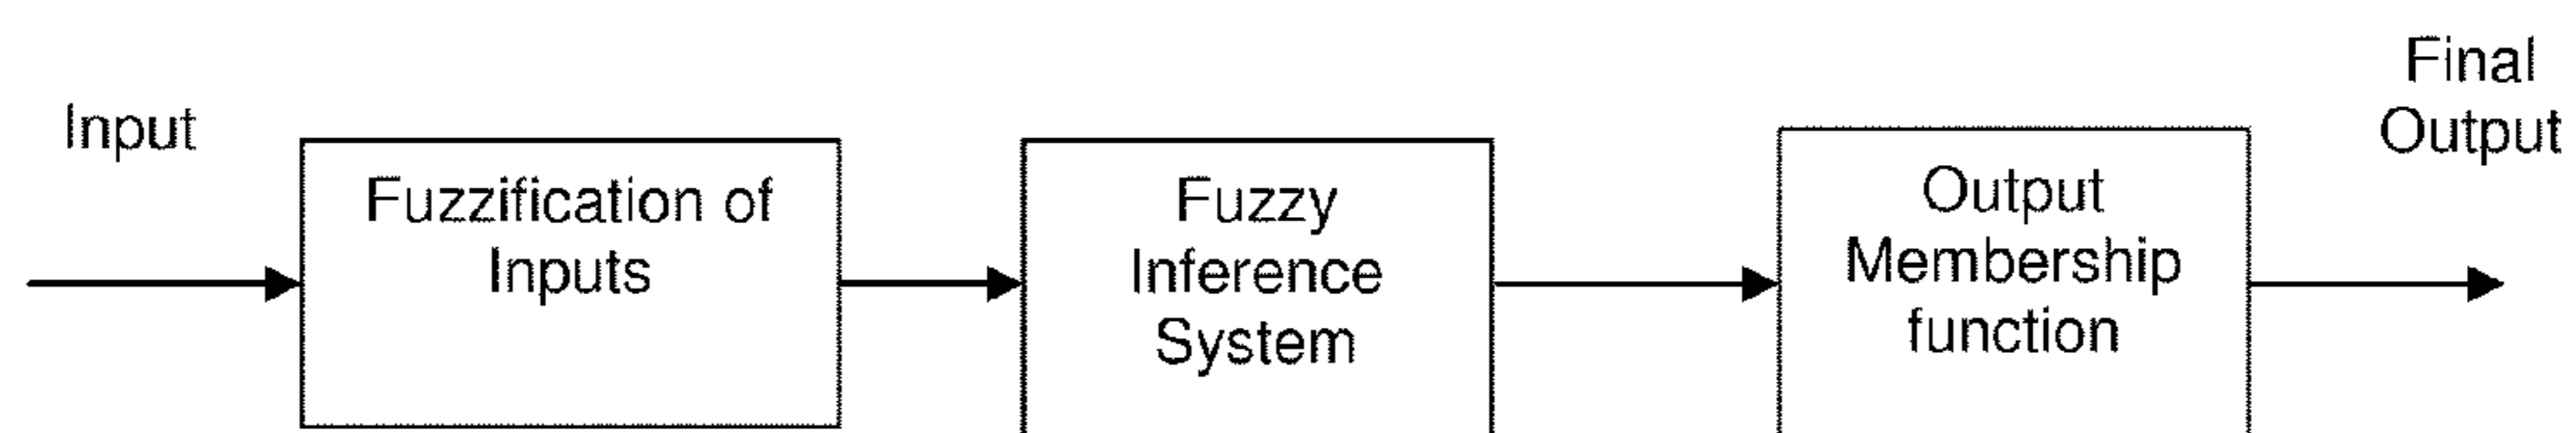 Input
Fuzzification of
Inputs
Fuzzy
Inference
System
Output
Membership
function
Final
Output